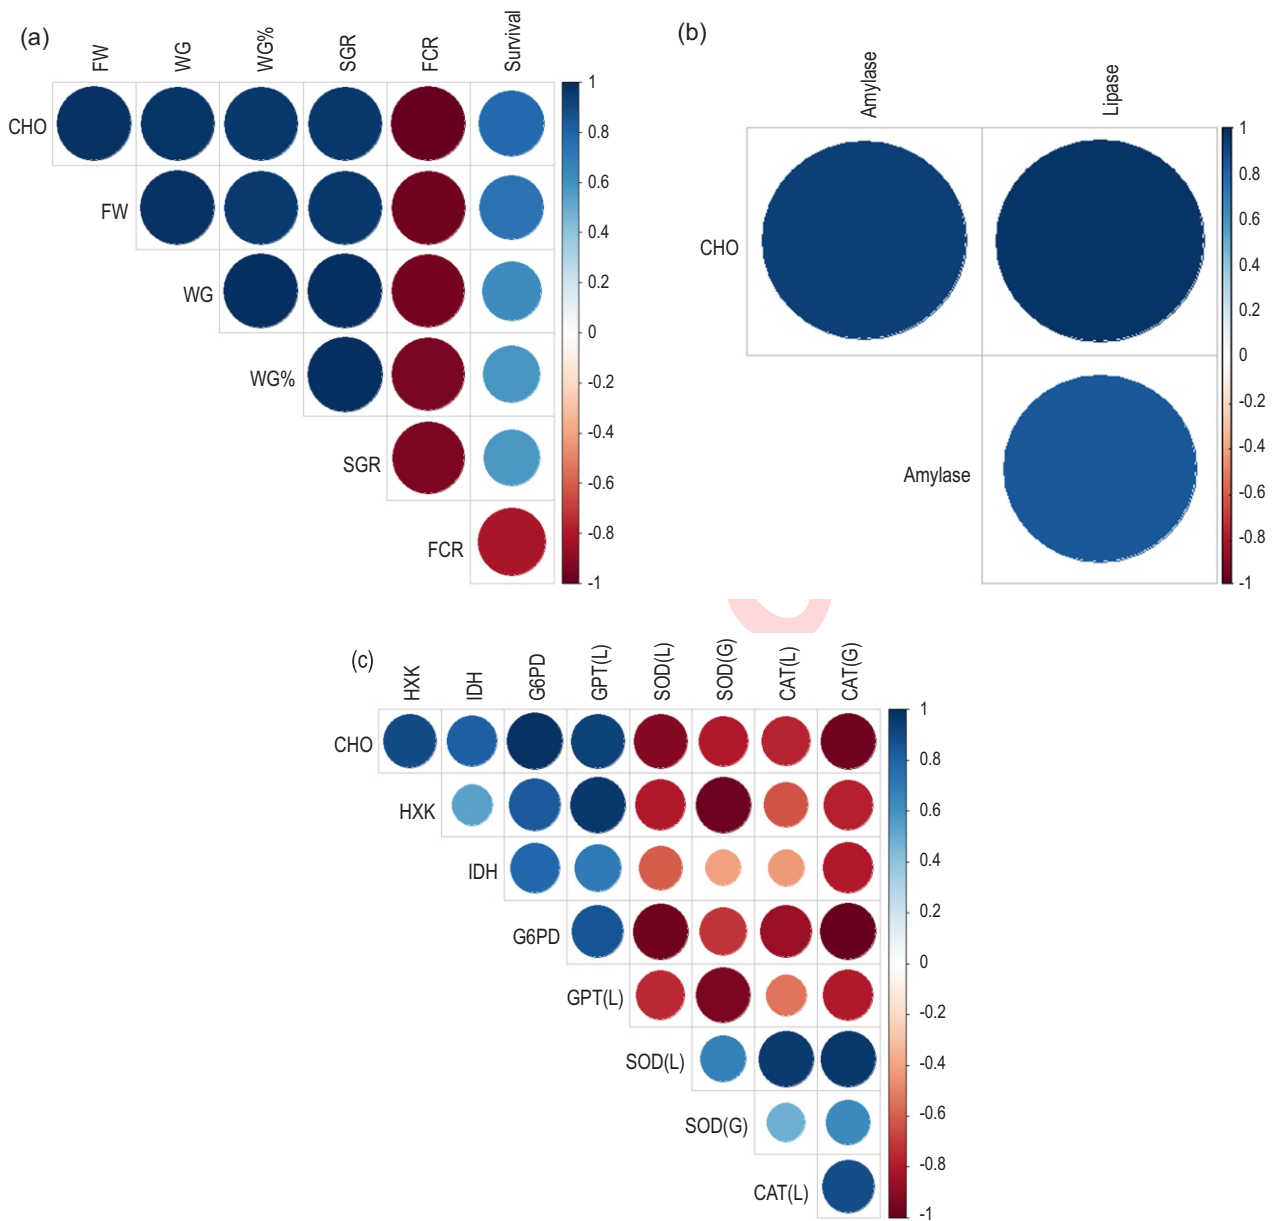 (a)
FW WG WG% SGR FCR Survival
CHO
FW
WG
WG%
SGR
FCR
1
0.8
0.6
0.4
0.2
0
-0.2
-0.4
-0.6
-0.8
-1
(b)
Amylase Lipase
CHO
Amylase
1
0.8
0.6
0.4
0.2
0
-0.2
-0.4
-0.6
-0.8
-1
(c)
HXK IDH G6PD GPT(L) SOD(L) SOD(G) CAT(L) CAT(G)
CHO
HXK
IDH
G6PD
GPT(L)
SOD(L)
SOD(G)
CAT(L)
1
0.8
0.6
0.4
0.2
0
-0.2
-0.4
-0.6
-0.8
-1